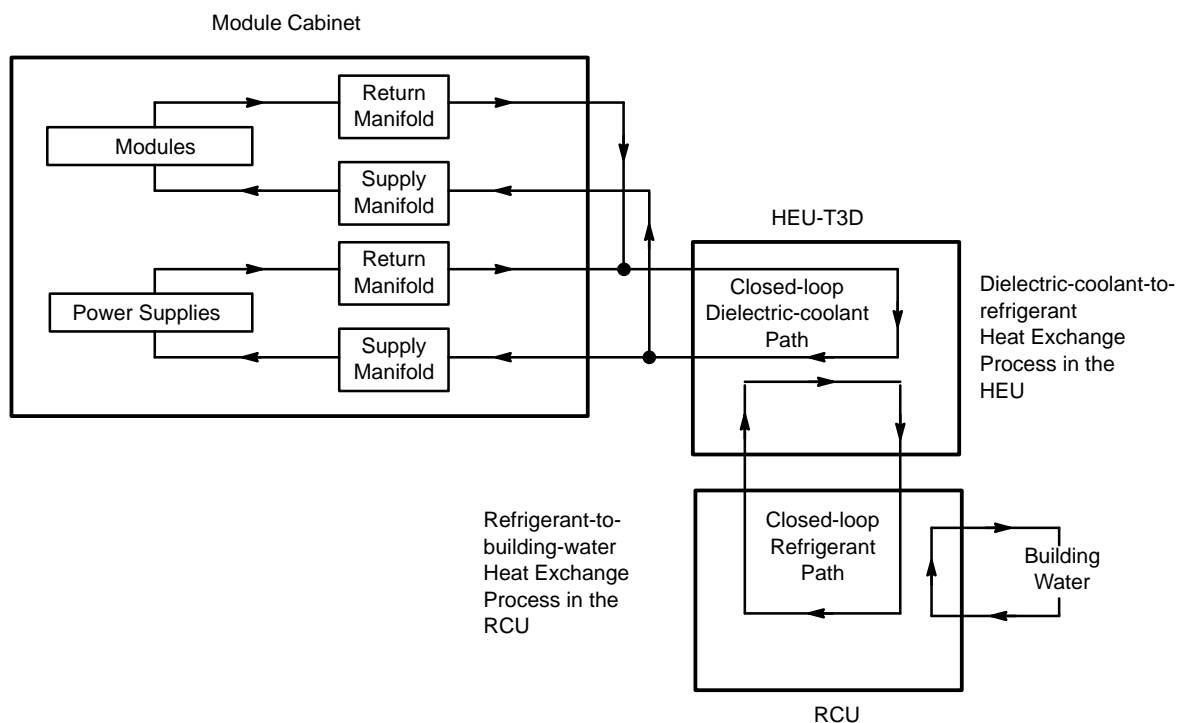 Module Cabinet
Return
Manifold
Modules
Supply
Manifold
Return
Manifold
Power Supplies
Supply
Manifold
HEU-T3D
Closed-loop
Dielectric-coolant
Path
Dielectric-coolant-to-
refrigerant
Heat Exchange
Process in the
HEU
Refrigerant-to-
building-water
Heat Exchange
Process in the
RCU
Closed-loop
Refrigerant
Path
Building
Water
RCU